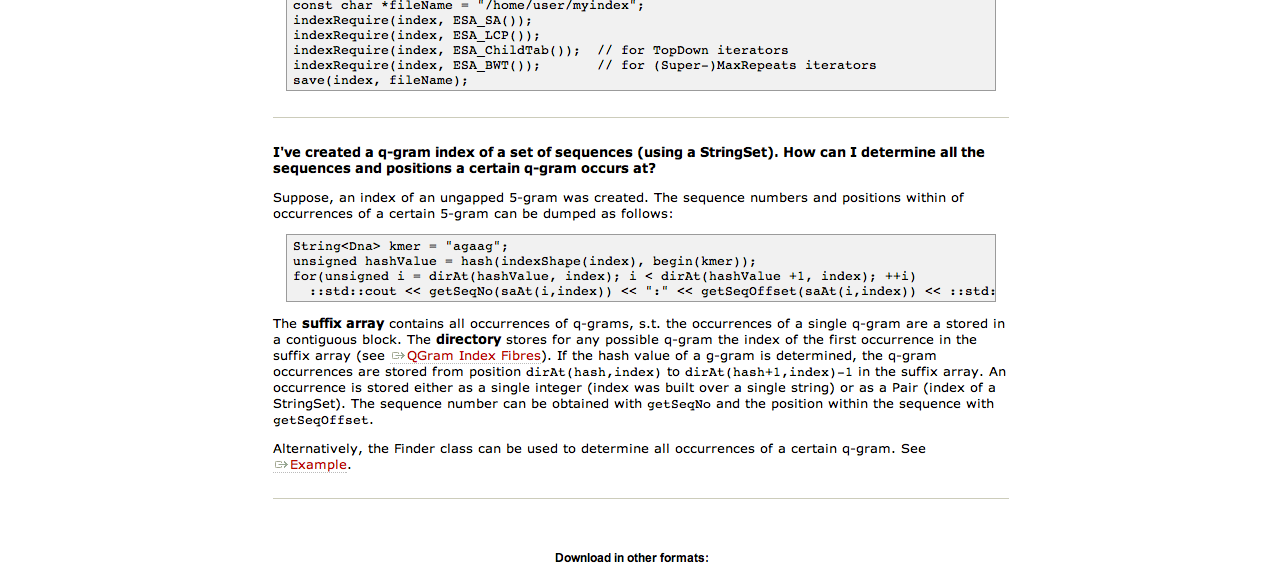 const char *fileName = "/home/user/myindex";
indexRequire(index, ESA_SA());
indexRequire(index, ESA_LCP());
indexRequire(index, ESA_ChildTab());  // for TopDown iterators
indexRequire(index, ESA_BWT());       // for (Super-)MaxRepeats iterators
save(index, fileName);
I've created a q-gram index of a set of sequences (using a StringSet). How can I determine all the
sequences and positions a certain q-gram occurs at?
Suppose, an index of an ungapped 5-gram was created. The sequence numbers and positions within of
occurrences of a certain 5-gram can be dumped as follows:
String<Dna> kmer = "agaag";
unsigned hashValue = hash(indexShape(index), begin(kmer));
for(unsigned i = dirAt(hashValue, index); i < dirAt(hashValue +1, index); ++i)
  ::std::cout << getSeqNo(saAt(i,index)) << ":" << getSeqOffset(saAt(i,index)) << ::std:
The suffix array contains all occurrences of q-grams, s.t. the occurrences of a single q-gram are a stored in
a contiguous block. The directory stores for any possible q-gram the index of the first occurrence in the
suffix array (see QGram Index Fibres). If the hash value of a g-gram is determined, the q-gram
occurrences are stored from position dirAt(hash,index) to dirAt(hash+1,index)-1 in the suffix array. An
occurrence is stored either as a single integer (index was built over a single string) or as a Pair (index of a
StringSet). The sequence number can be obtained with getSeqNo and the position within the sequence with
getSeqOffset.
Alternatively, the Finder class can be used to determine all occurrences of a certain q-gram. See
Example.
Download in other formats: